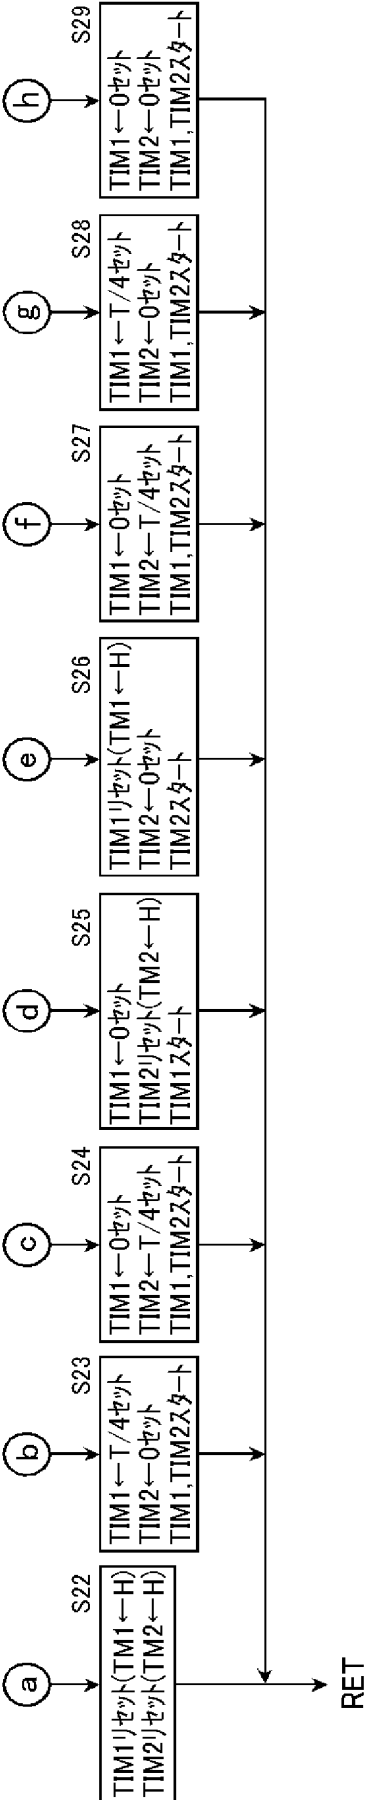 a
S22
TIM1リセット(TM1←H)
TIM2リセット(TM2←H)
b
S23
TIM1←T/4セット
TIM2←0セット
TIM1,TIM2スタート
c
S24
TIM1←0セット
TIM2←T/4セット
TIM1,TIM2スタート
d
S25
TIM1←0セット
TIM2リセット(TM2←H)
TIM1スタート
e
S26
TIM1リセット(TM1←H)
TIM2←0セット
TIM2スタート
f
S27
TIM1←0セット
TIM2←T/4セット
TIM1,TIM2スタート
g
S28
TIM1←T/4セット
TIM2←0セット
TIM1,TIM2スタート
h
S29
TIM1←0セット
TIM2←0セット
TIM1,TIM2スタート
RET